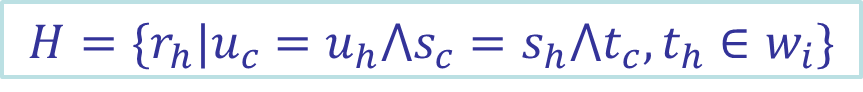 H = {r_h|u_c = u_h⋀s_c = s_h⋀t_c, t_h ∈ w_i}